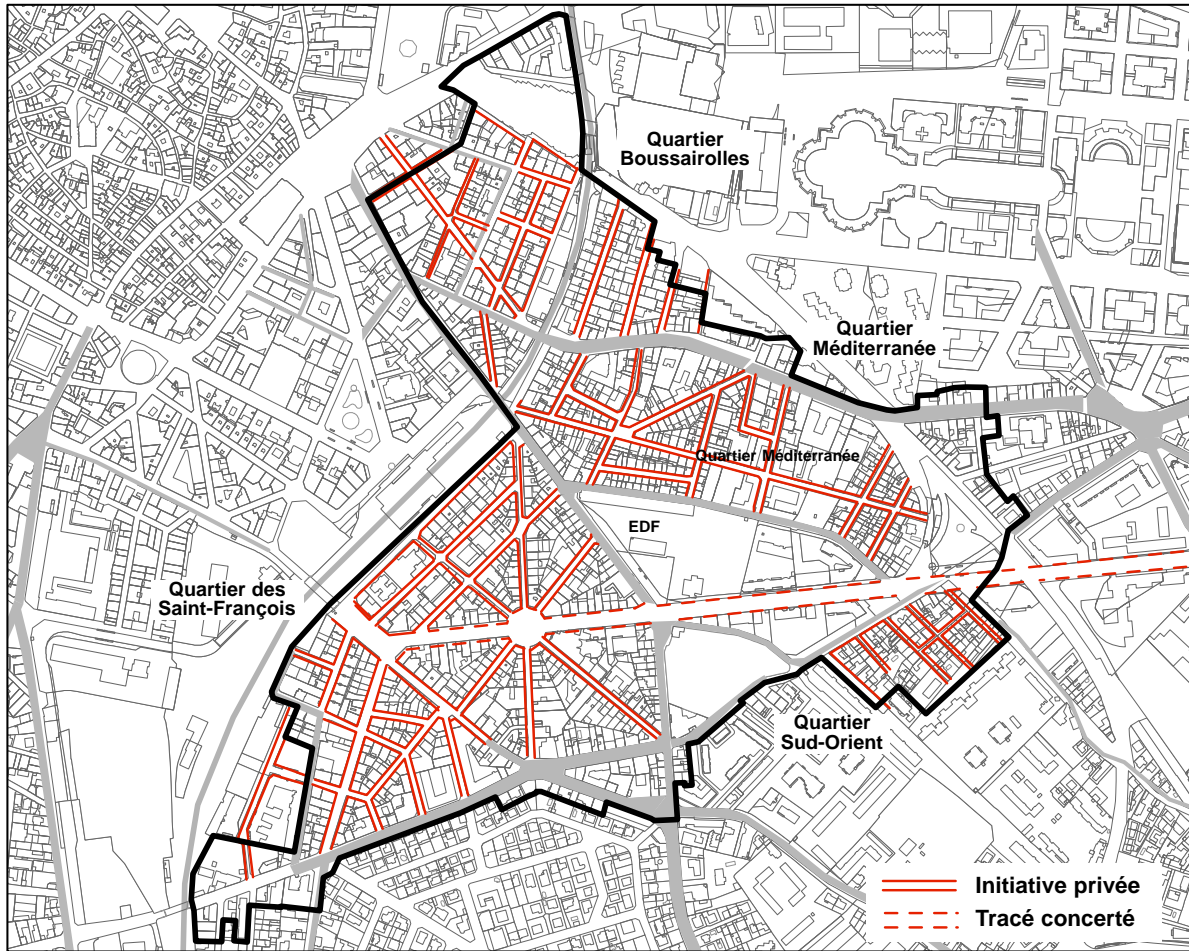 Quartier
Boussairolles
Quartier
Méditerranée
Quartier Méditerranée
EDF
Quartier des
Saint-François
Quartier
Sud-Orient
Initiative privée
Tracé concerté